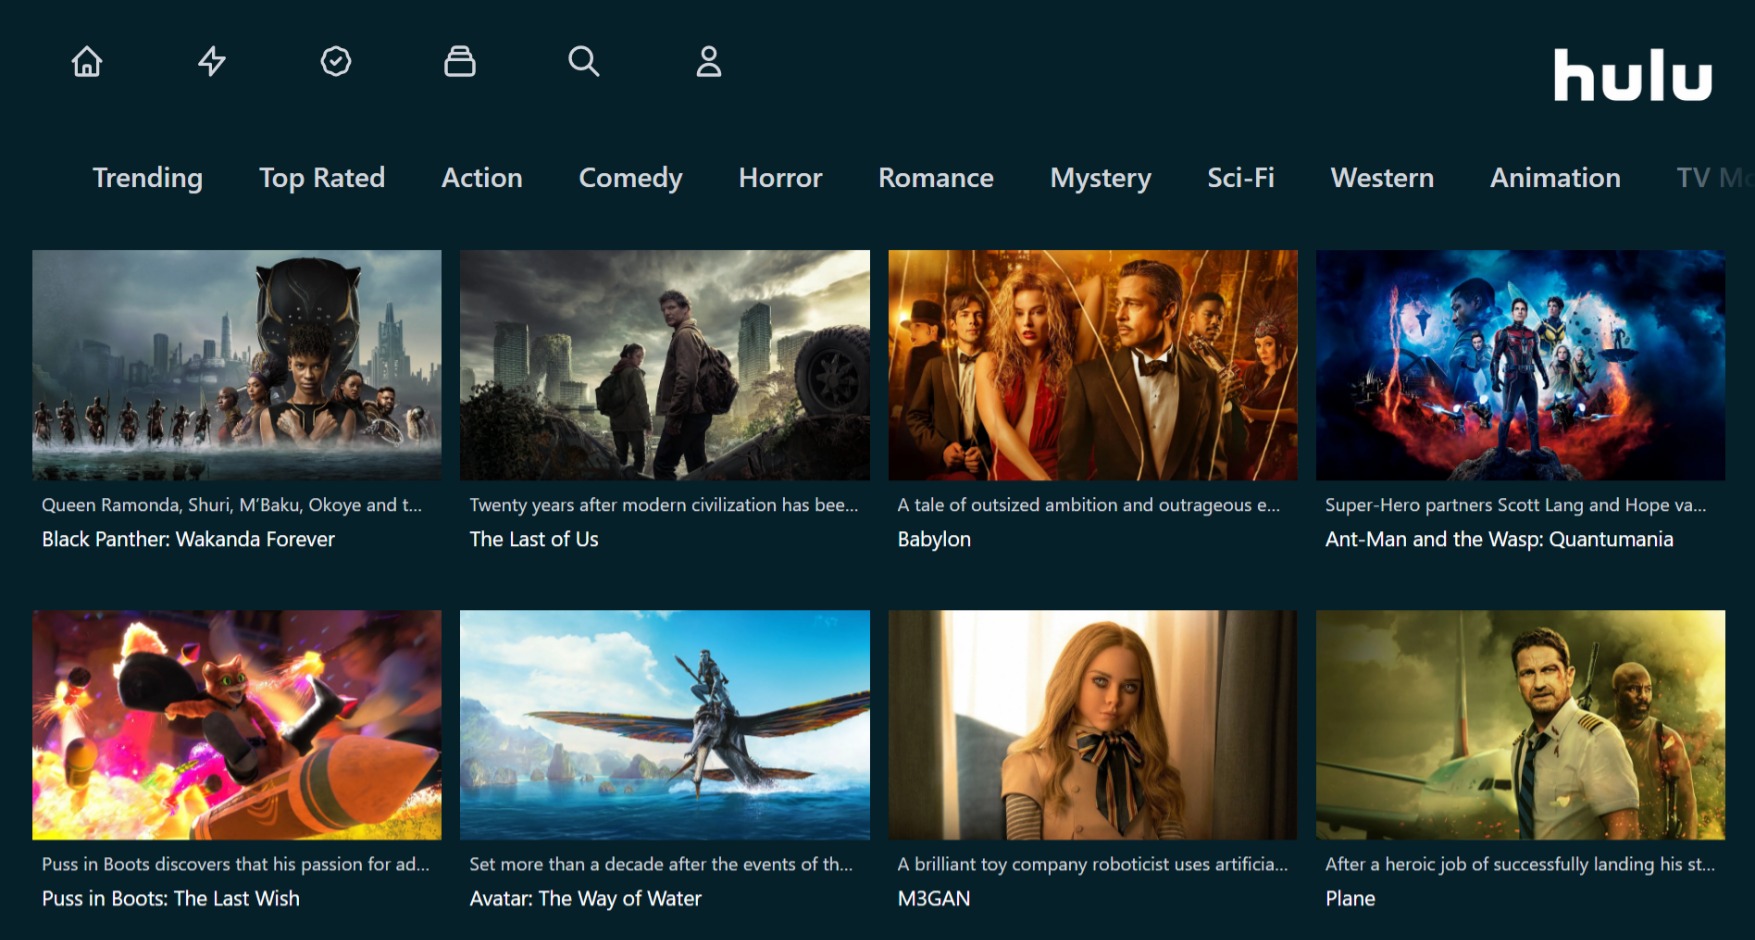 hulu
Trending Top Rated Action Comedy Horror Romance Mystery Sci-Fi Western Animation TV
Queen Ramonda, Shuri, M’Baku, Okoye and t...
Black Panther: Wakanda Forever
Twenty years after modern civilization has bee...
The Last of Us
A tale of outsized ambition and outrageous e...
Babylon
Super-Hero partners Scott Lang and Hope va...
Ant-Man and the Wasp: Quantumania
Puss in Boots discovers that his passion for ad...
Puss in Boots: The Last Wish
Set more than a decade after the events of th...
Avatar: The Way of Water
A brilliant toy company roboticist uses artificia...
M3GAN
After a heroic job of successfully landing his st...
Plane